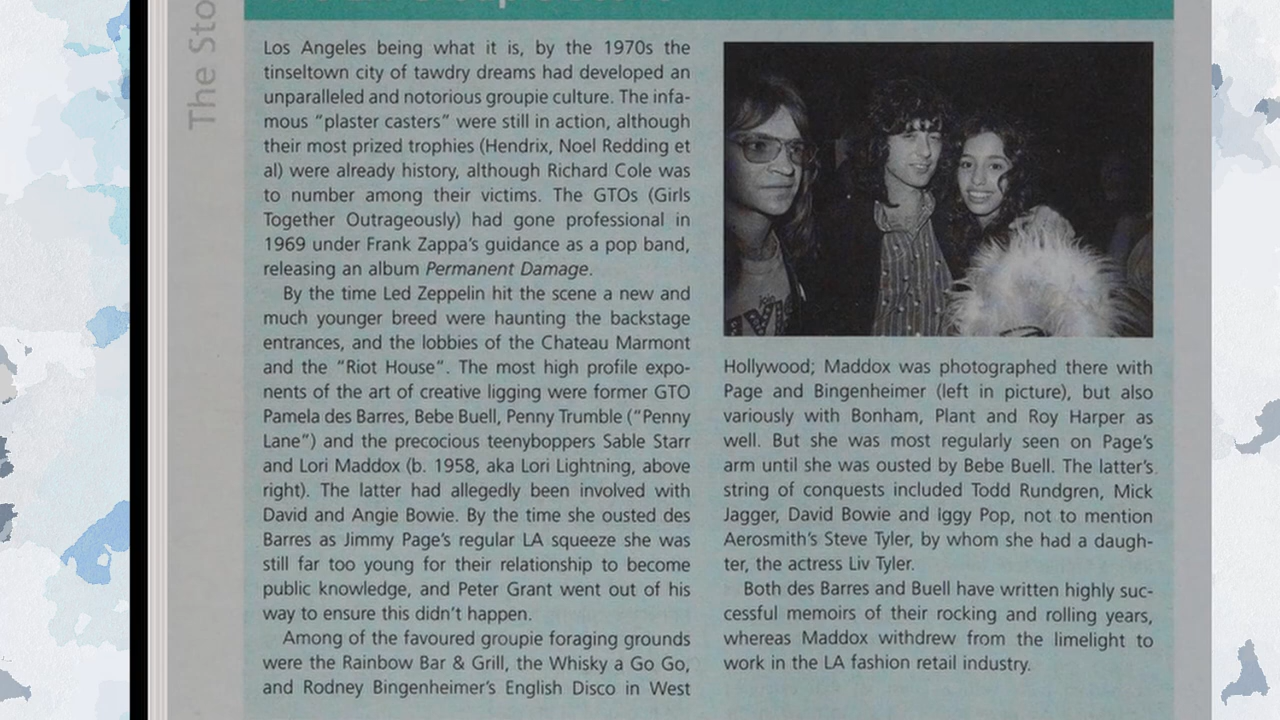 The Sto
Los Angeles being what it is, by the 1970s the
tinseltown city of tawdry dreams had developed an
unparalleled and notorious groupie culture. The infa-
mous “plaster casters” were still in action, although
their most prized trophies (Hendrix, Noel Redding et
al) were already history, although Richard Cole was
to number among their victims. The GTOs (Girls
Together Outrageously) had gone professional in
1969 under Frank Zappa’s guidance as a pop band,
releasing an album Permanent Damage.
By the time Led Zeppelin hit the scene a new and
much younger breed were haunting the backstage
entrances, and the lobbies of the Chateau Marmont
and the “Riot House”. The most high profile expo-
nents of the art of creative ligging were former GTO
Pamela des Barres, Bebe Buell, Penny Trumble (“Penny
Lane”) and the precocious teenyboppers Sable Starr
and Lori Maddox (b. 1958, aka Lori Lightning, above
right). The latter had allegedly been involved with
David and Angie Bowie. By the time she ousted des
Barres as Jimmy Page’s regular LA squeeze she was
still far too young for their relationship to become
public knowledge, and Peter Grant went out of his
way to ensure this didn’t happen.
Among of the favoured groupie foraging grounds
were the Rainbow Bar & Grill, the Whisky a Go Go,
and Rodney Bingenheimer’s English Disco in West
Hollywood; Maddox was photographed there with
Page and Bingenheimer (left in picture), but also
variously with Bonham, Plant and Roy Harper as
well. But she was most regularly seen on Page’s
arm until she was ousted by Bebe Buell. The latter’s
string of conquests included Todd Rundgren, Mick
Jagger, David Bowie and Iggy Pop, not to mention
Aerosmith’s Steve Tyler, by whom she had a daugh-
ter, the actress Liv Tyler.
Both des Barres and Buell have written highly suc-
cessful memoirs of their rocking and rolling years,
whereas Maddox withdrew from the limelight to
work in the LA fashion retail industry.